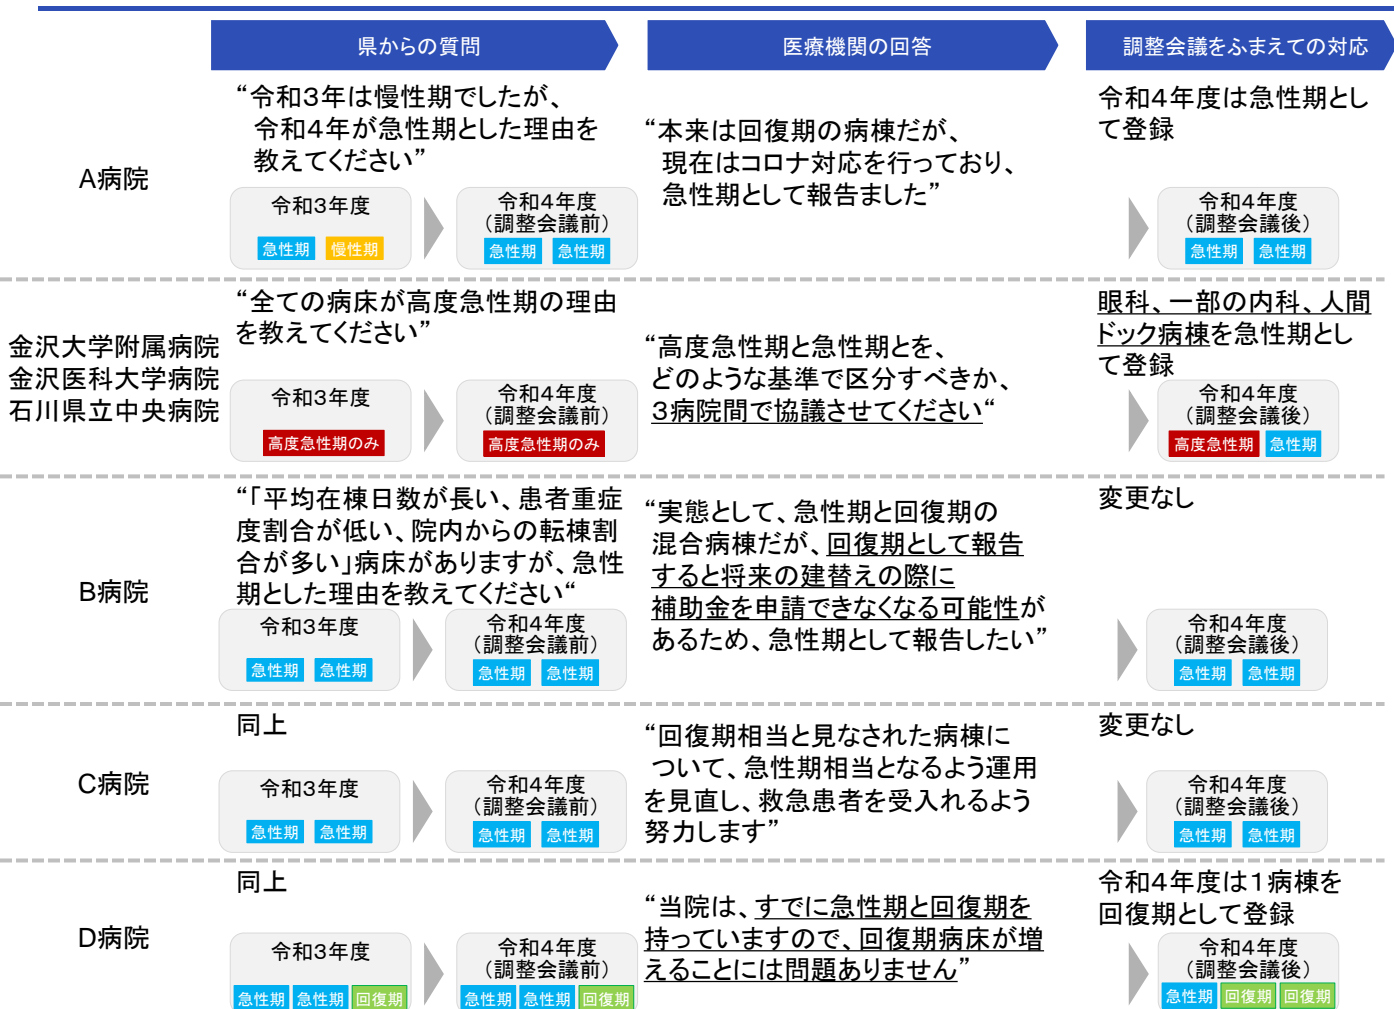 県からの質問
医療機関の回答
調整会議をふまえての対応
A病院
“令和3年は慢性期でしたが、
令和4年が急性期とした理由を
教えてください”
令和3年度
急性期 慢性期
令和4年度
（調整会議前）
急性期 急性期
“本来は回復期の病棟だが、
現在はコロナ対応を行っており、
急性期として報告ました”
令和4年度は急性期とし
て登録
令和4年度
（調整会議後）
急性期 急性期
金沢大学附属病院
金沢医科大学病院
石川県立中央病院
“全ての病床が高度急性期の理由
を教えてください”
令和3年度
高度急性期のみ
令和4年度
（調整会議前）
高度急性期のみ
“高度急性期と急性期とを、
どのような基準で区分すべきか、
3病院間で協議させてください“
眼科、一部の内科、人間
ドック病棟を急性期とし
て登録
令和4年度
（調整会議後）
高度急性期 急性期
B病院
“「平均在棟日数が長い、患者重症
度割合が低い、院内からの転棟割
合が多い」病床がありますが、急性
期とした理由を教えてください“
令和3年度
急性期 急性期
令和4年度
（調整会議前）
急性期 急性期
“実態として、急性期と回復期の
混合病棟だが、回復期として報告
すると将来の建替えの際に
補助金を申請できなくなる可能性が
あるため、急性期として報告したい”
変更なし
令和4年度
（調整会議後）
急性期 急性期
C病院
同上
令和3年度
急性期 急性期
令和4年度
（調整会議前）
急性期 急性期
“回復期相当と見なされた病棟に
ついて、急性期相当となるよう運用
を見直し、救急患者を受入れるよう
努力します”
変更なし
令和4年度
（調整会議後）
急性期 急性期
D病院
同上
令和3年度
急性期 急性期 回復期
令和4年度
（調整会議前）
急性期 急性期 回復期
“当院は、すでに急性期と回復期を
持っていますので、回復期病床が増
えることには問題ありません”
令和4年度は1病棟を
回復期として登録
令和4年度
（調整会議後）
急性期 回復期 回復期